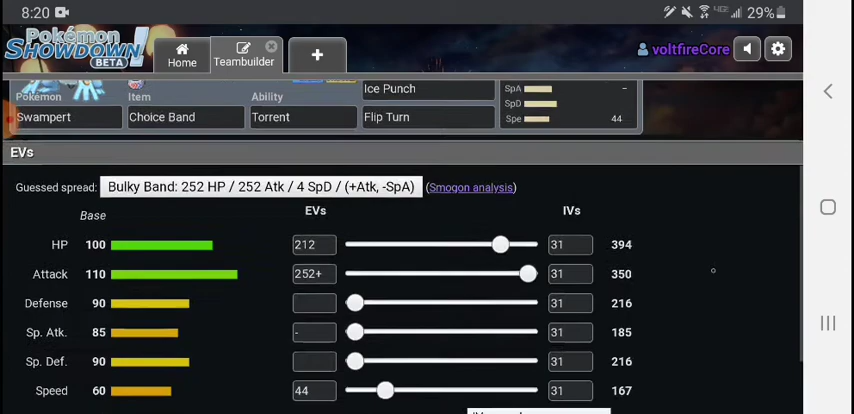 8:20 29%
Pokémon
SHOWDOWN!
BETA
Home
Teambuilder
+
voltfireCore
Pokémon Item Ability
Ice Punch
SpA –
SpD
Swampert Choice Band Torrent Flip Turn
Spe 44
EVs
Guessed spread: Bulky Band: 252 HP / 252 Atk / 4 SpD / (+Atk, -SpA) (Smogon analysis)
Base EVs IVs
HP 100 212 31 394
Attack 110 252+ 31 350
Defense 90 31 216
Sp. Atk. 85 - 31 185
Sp. Def. 90 31 216
Speed 60 44 31 167